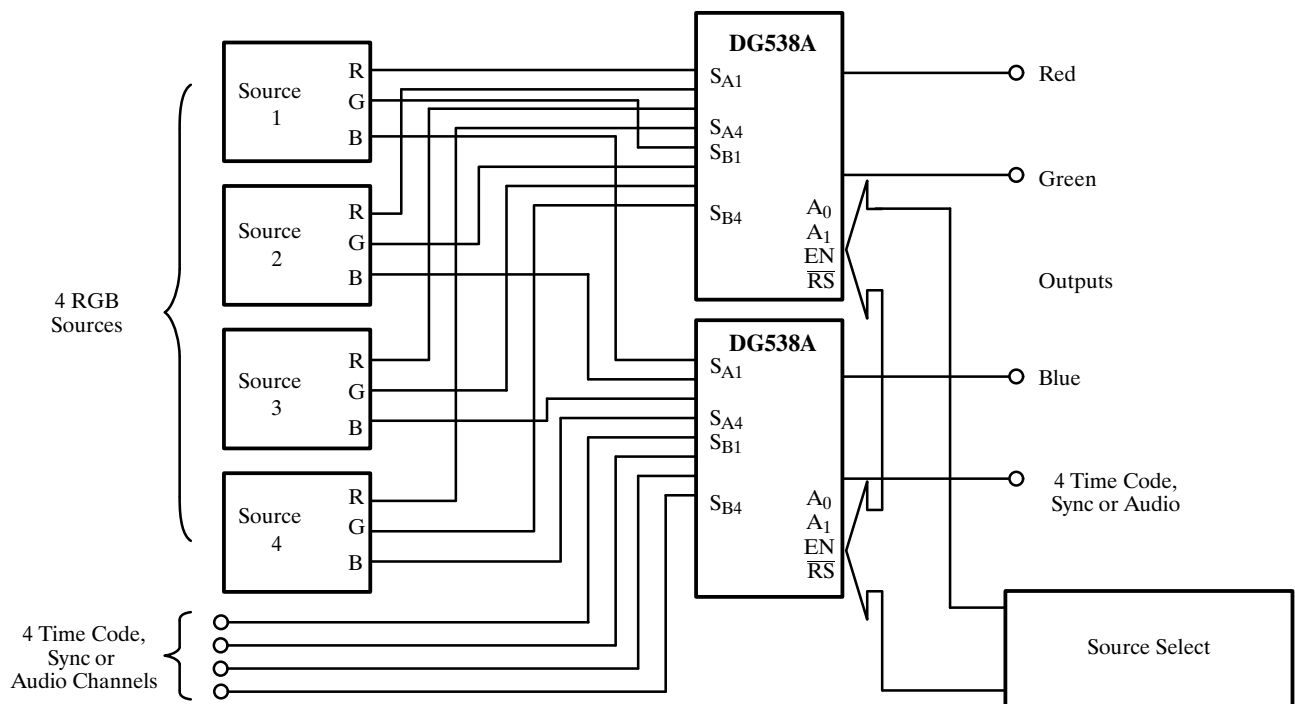 4 RGB
Sources
Source
1
R
G
B
Source
2
R
G
B
Source
3
R
G
B
Source
4
R
G
B
4 Time Code,
Sync or
Audio Channels
DG538A
S_A1
S_A4
S_B1
S_B4
A_0
A_1
EN
R̅S̅
DG538A
S_A1
S_A4
S_B1
S_B4
A_0
A_1
EN
R̅S̅
Red
Green
Outputs
Blue
4 Time Code,
Sync or Audio
Source Select